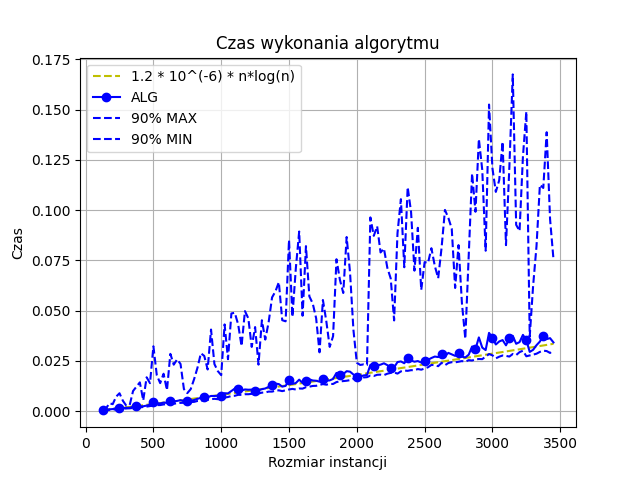 Czas wykonania algorytmu
1.2 * 10^(-6) * n*log(n)
ALG
90% MAX
90% MIN
0.175
0.150
0.125
0.100
0.075
0.050
0.025
0.000
Czas
0 500 1000 1500 2000 2500 3000 3500
Rozmiar instancji